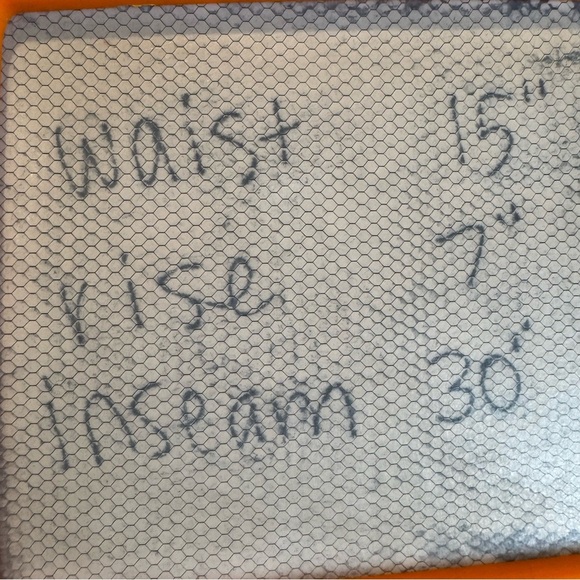 waist 15"
rise 7"
inseam 30"